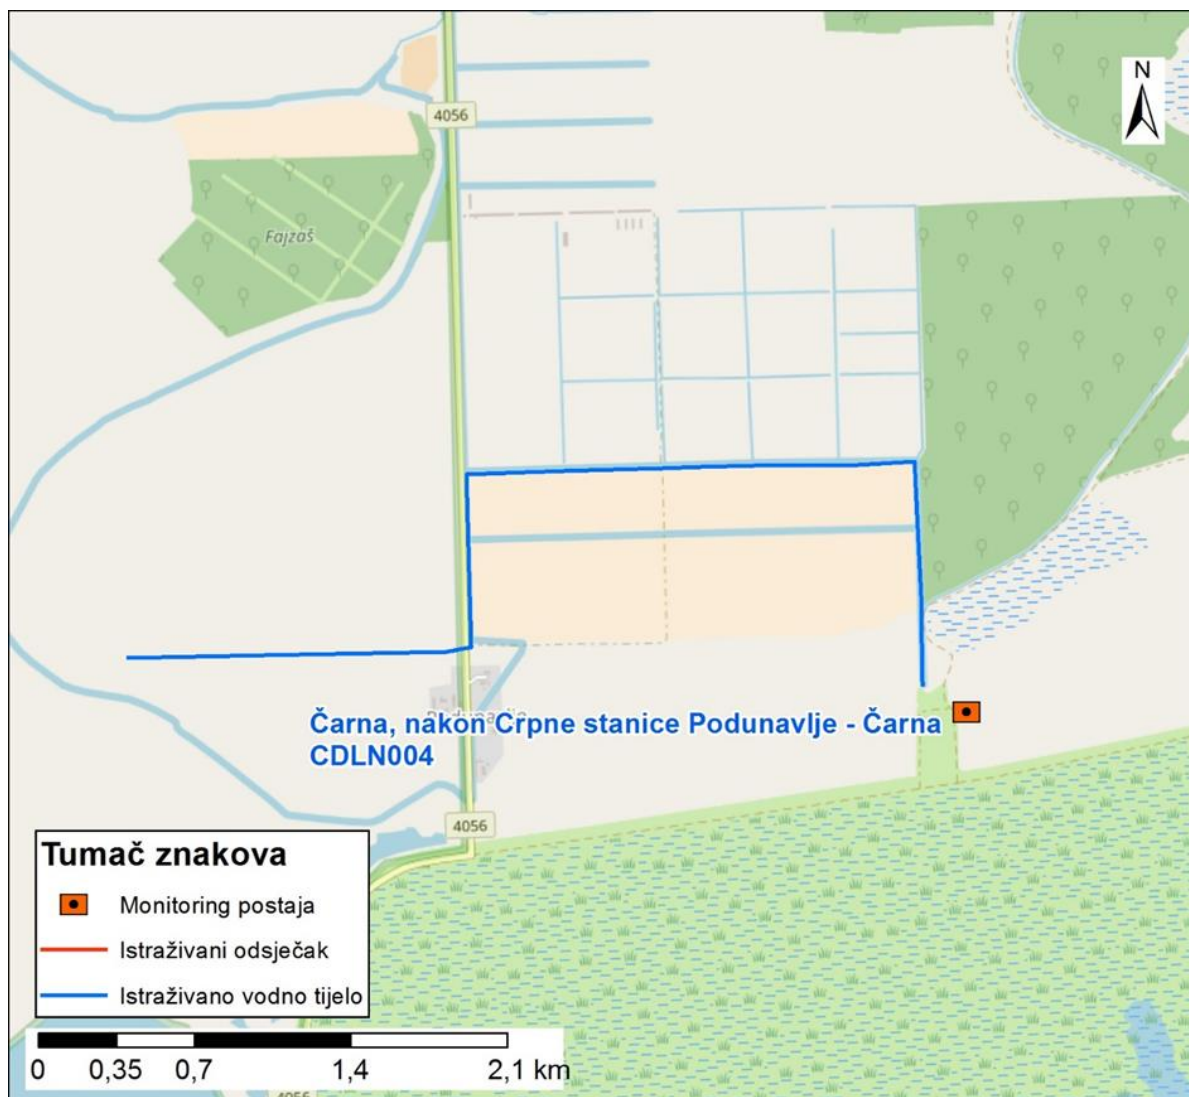 N
4056
Fajzaš
Čarna, nakon Crpne stanice Podunavlje - Čarna
CDLN004
4056
Tumač znakova
Monitoring postaja
Istraživani odsječak
Istraživano vodno tijelo
0 0,35 0,7 1,4 2,1 km
4056